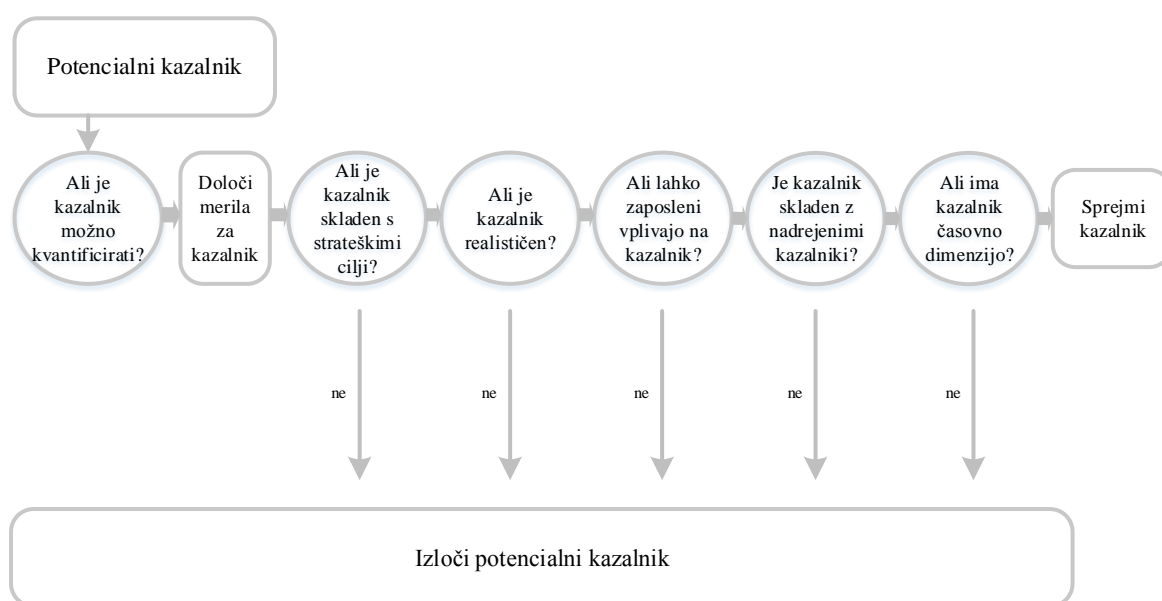 Potencialni kazalnik
Ali je
kazalnik
možno
kvantificirati?
Določi
merila
za
kazalnik
Ali je
kazalnik
skladen s
strateškimi
cilji?
Ali je
kazalnik
realističen?
Ali lahko
zaposleni
vplivajo na
kazalnik?
Je kazalnik
skladen z
nadrejenimi
kazalniki?
Ali ima
kazalnik
časovno
dimenzijo?
Sprejmi
kazalnik
ne
ne
ne
ne
ne
Izloči potencialni kazalnik